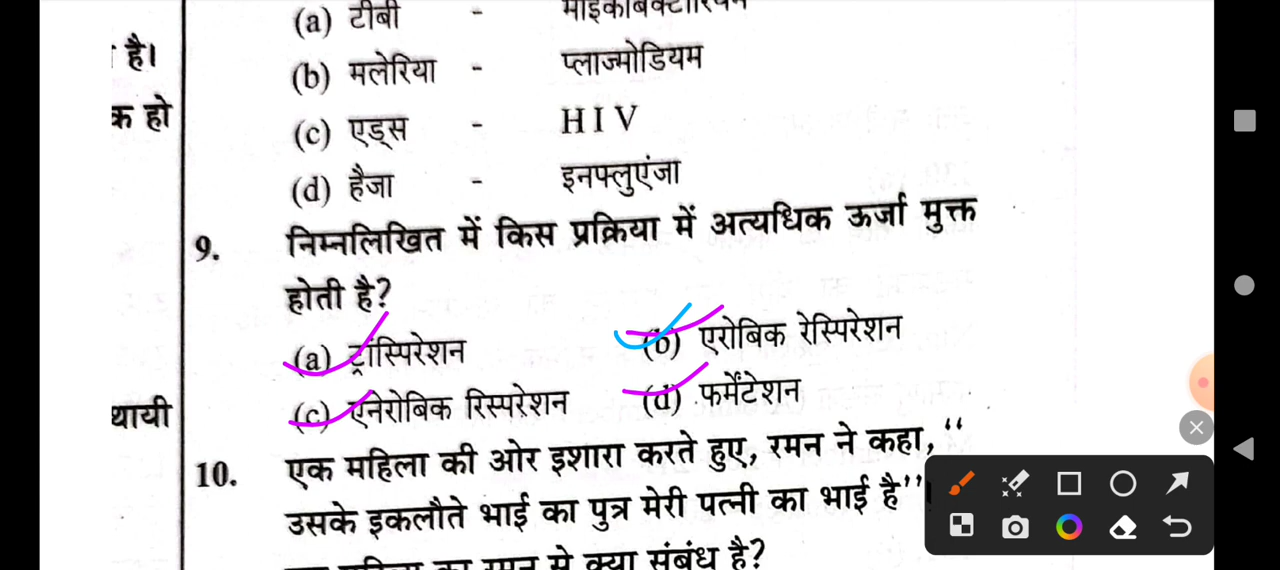 (a) टीबी - माइकोबैक्टीरियम
है।
(b) मलेरिया - प्लाज्मोडियम
क हो
(c) एड्स - H I V
(d) हैजा - इनफ्लुएंजा
9. निम्नलिखित में किस प्रक्रिया में अत्यधिक ऊर्जा मुक्त
होती है?
(a) ट्रांस्पिरेशन (b) एरोबिक रेस्पिरेशन
थायी
(c) एनेरोबिक रिस्परेशन (d) फर्मेंटेशन
10. एक महिला की ओर इशारा करते हुए, रमन ने कहा, “
उसके इकलौते भाई का पुत्र मेरी पत्नी का भाई है”।
महिला का रमन से क्या संबंध है?